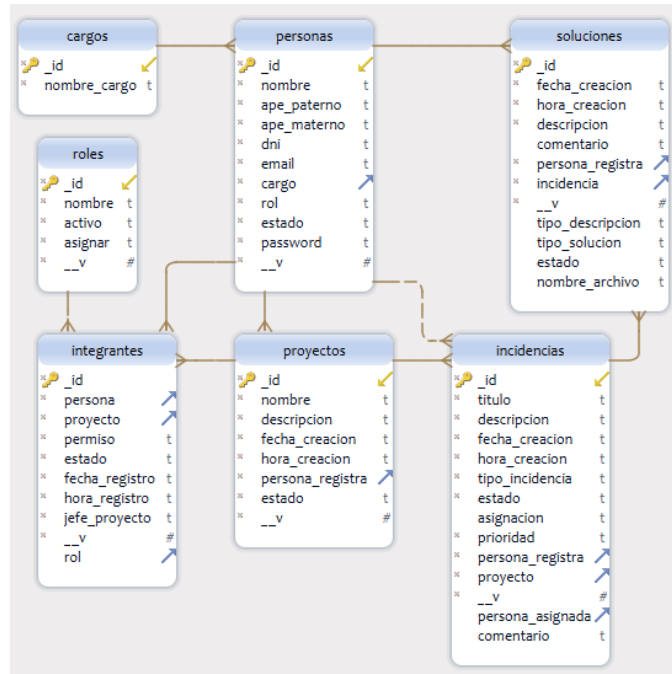 cargos
_id
nombre_cargo t
personas
_id
nombre t
ape_paterno t
ape_materno t
dni t
email t
cargo
rol t
estado t
password t
__v #
soluciones
_id
fecha_creacion t
hora_creacion t
descripcion t
comentario t
persona_registra
incidencia
__v #
tipo_descripcion t
tipo_solucion t
estado t
nombre_archivo t
roles
_id
nombre t
activo t
asignar t
__v #
integrantes
_id
persona
proyecto
permiso t
estado t
fecha_registro t
hora_registro t
jefe_proyecto t
__v #
rol
proyectos
_id
nombre t
descripcion t
fecha_creacion t
hora_creacion t
persona_registra
estado t
__v #
incidencias
_id
titulo t
descripcion t
fecha_creacion t
hora_creacion t
tipo_incidencia t
estado t
asignacion t
prioridad t
persona_registra
proyecto
__v #
persona_asignada
comentario t